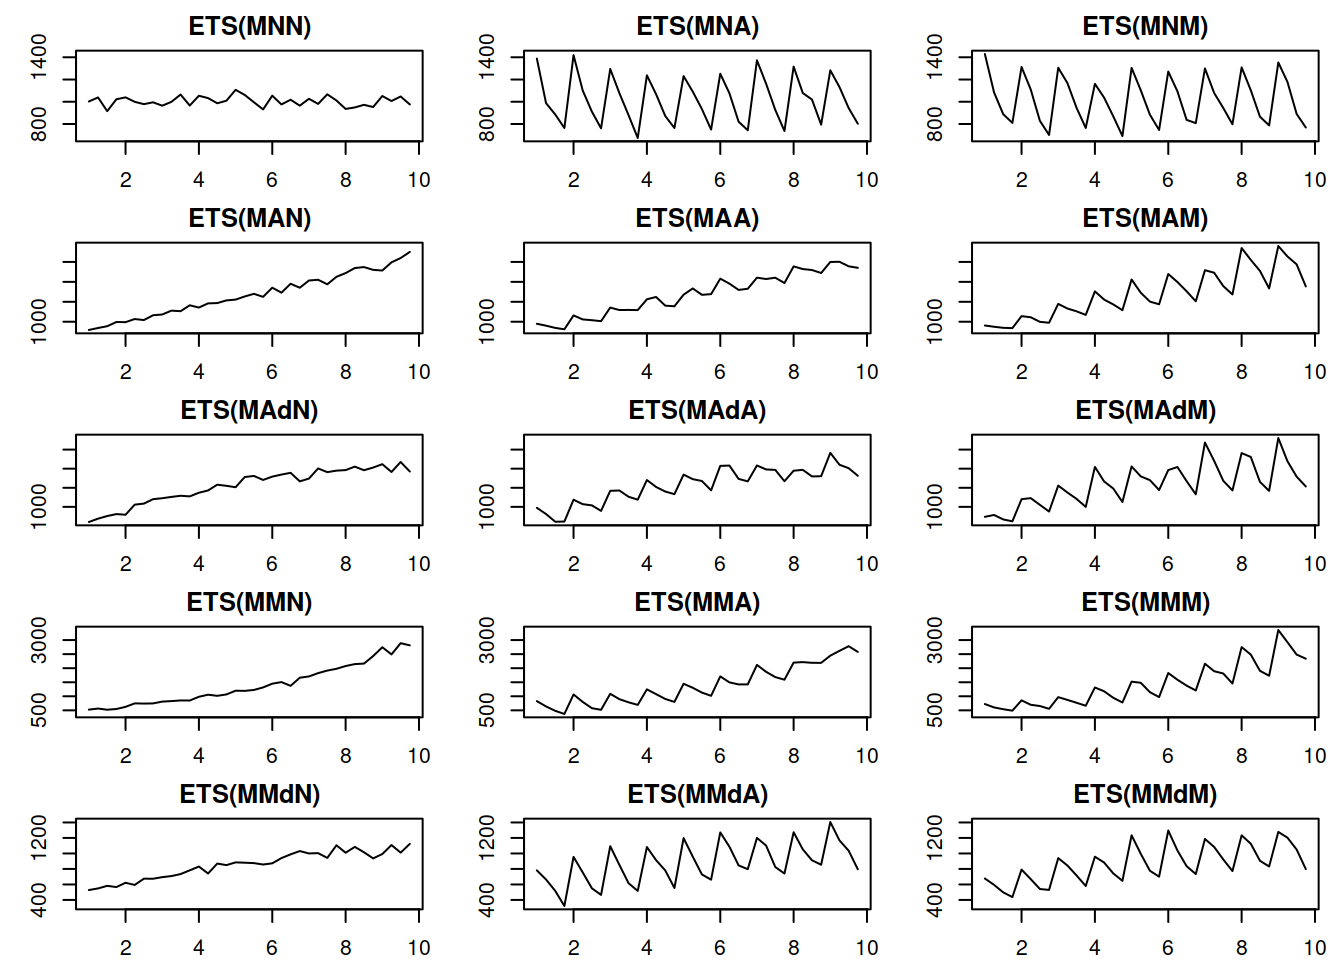 ETS(MNN) ETS(MNA) ETS(MNM)
1400 1400 1400
800 800 800
2 4 6 8 10 2 4 6 8 10 2 4 6 8 10
ETS(MAN) ETS(MAA) ETS(MAM)
1000 1000 1000
2 4 6 8 10 2 4 6 8 10 2 4 6 8 10
ETS(MAdN) ETS(MAdA) ETS(MAdM)
1000 1000 1000
2 4 6 8 10 2 4 6 8 10 2 4 6 8 10
ETS(MMN) ETS(MMA) ETS(MMM)
3000 3000 3000
500 500 500
2 4 6 8 10 2 4 6 8 10 2 4 6 8 10
ETS(MMdN) ETS(MMdA) ETS(MMdM)
1200 1200 1200
400 400 400
2 4 6 8 10 2 4 6 8 10 2 4 6 8 10